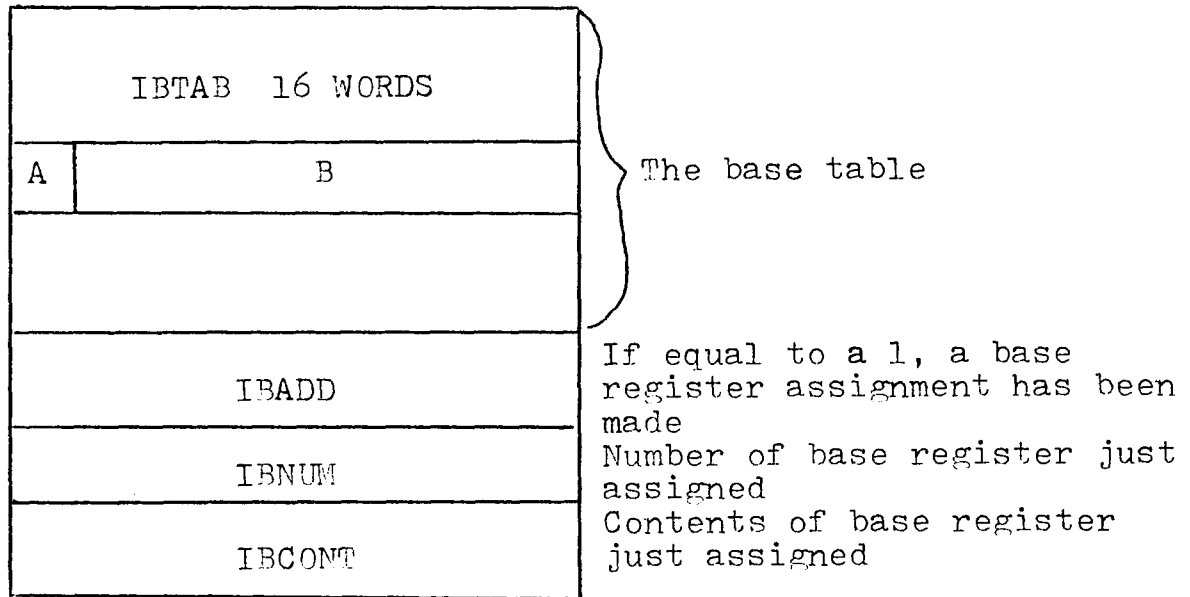 IBTAB 16 WORDS
A B
The base table
IBADD
If equal to a 1, a base
register assignment has been
made
IBNUM
Number of base register just
assigned
IBCONT
Contents of base register
just assigned